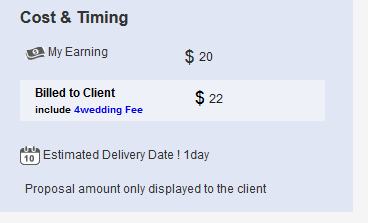 Cost & Timing
My Earning $ 20
Billed to Client $ 22
include 4wedding Fee
10 Estimated Delivery Date ! 1day
Proposal amount only displayed to the client